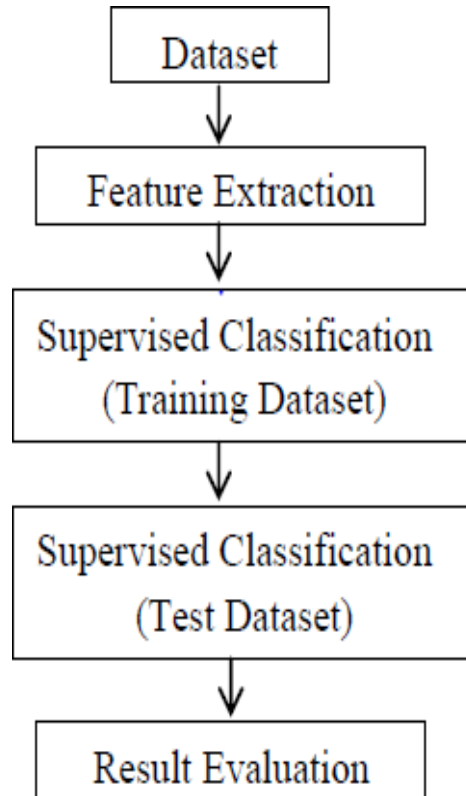 Dataset
Feature Extraction
Supervised Classification
(Training Dataset)
Supervised Classification
(Test Dataset)
Result Evaluation